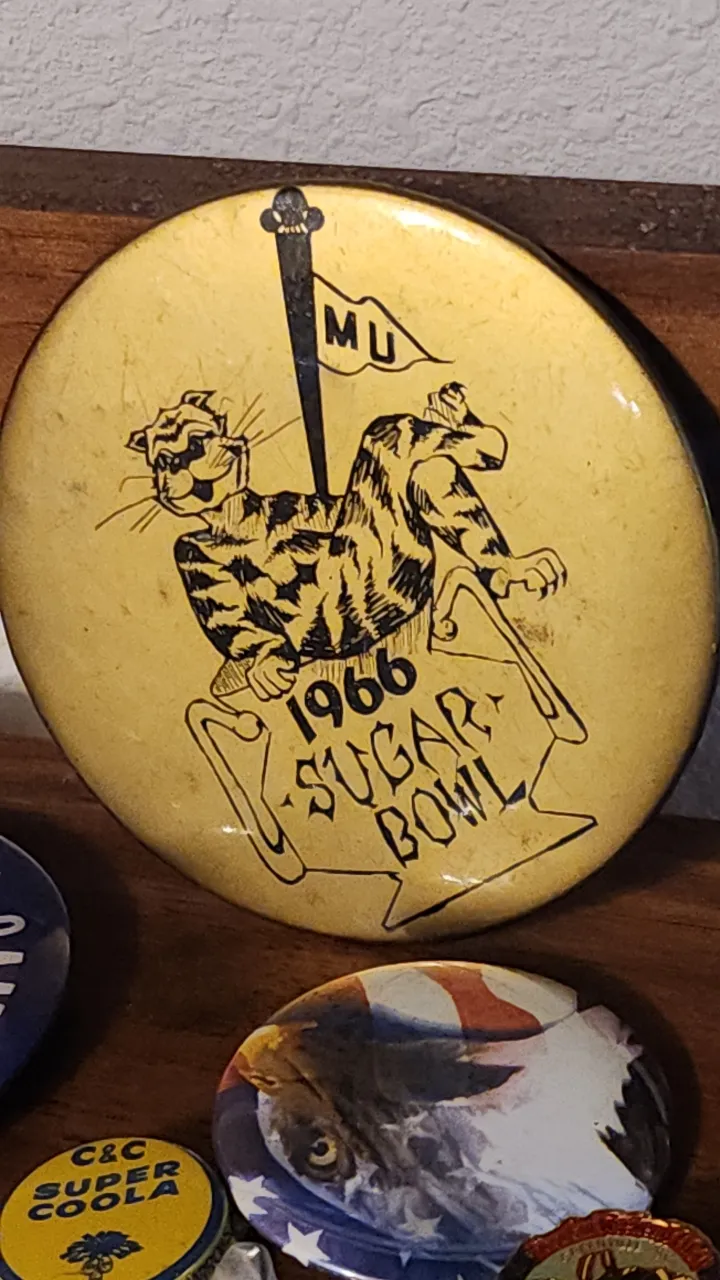 MU
1966
SUGAR
BOWL
C&C
SUPER
COOLA